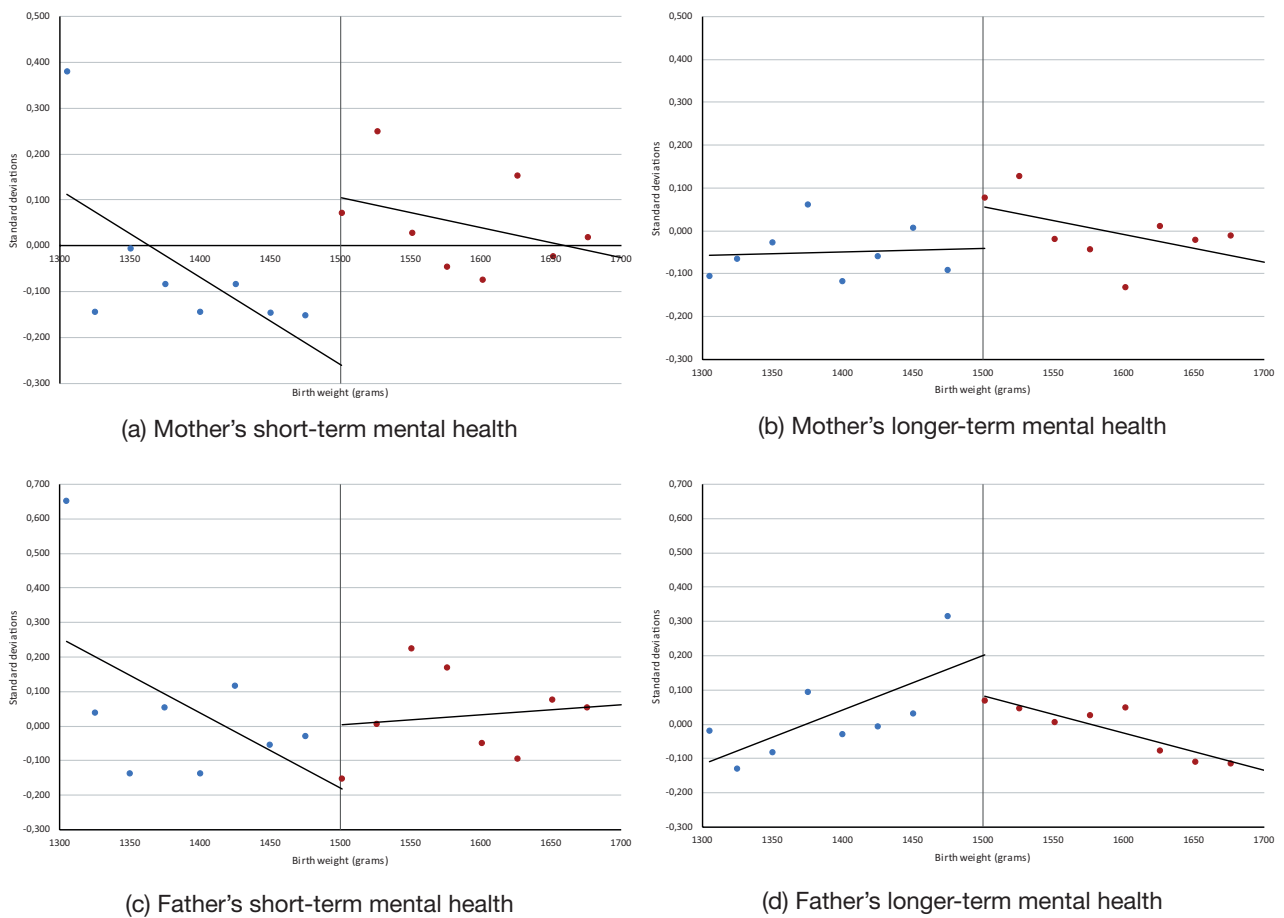 0,500
0,400
0,300
0,200
0,100
0,000
-0,100
-0,200
-0,300
Standard deviations
1300 1350 1400 1450 1500 1550 1600 1650 1700
Birth weight (grams)
(a) Mother's short-term mental health
0,500
0,400
0,300
0,200
0,100
0,000
-0,100
-0,200
-0,300
Standard deviations
1300 1350 1400 1450 1500 1550 1600 1650 1700
Birth weight (grams)
(b) Mother's longer-term mental health
0,700
0,600
0,500
0,400
0,300
0,200
0,100
0,000
-0,100
-0,200
-0,300
Standard deviations
1300 1350 1400 1450 1500 1550 1600 1650 1700
Birth weight (grams)
(c) Father's short-term mental health
0,700
0,600
0,500
0,400
0,300
0,200
0,100
0,000
-0,100
-0,200
-0,300
Standard deviations
1300 1350 1400 1450 1500 1550 1600 1650 1700
Birth weight (grams)
(d) Father's longer-term mental health